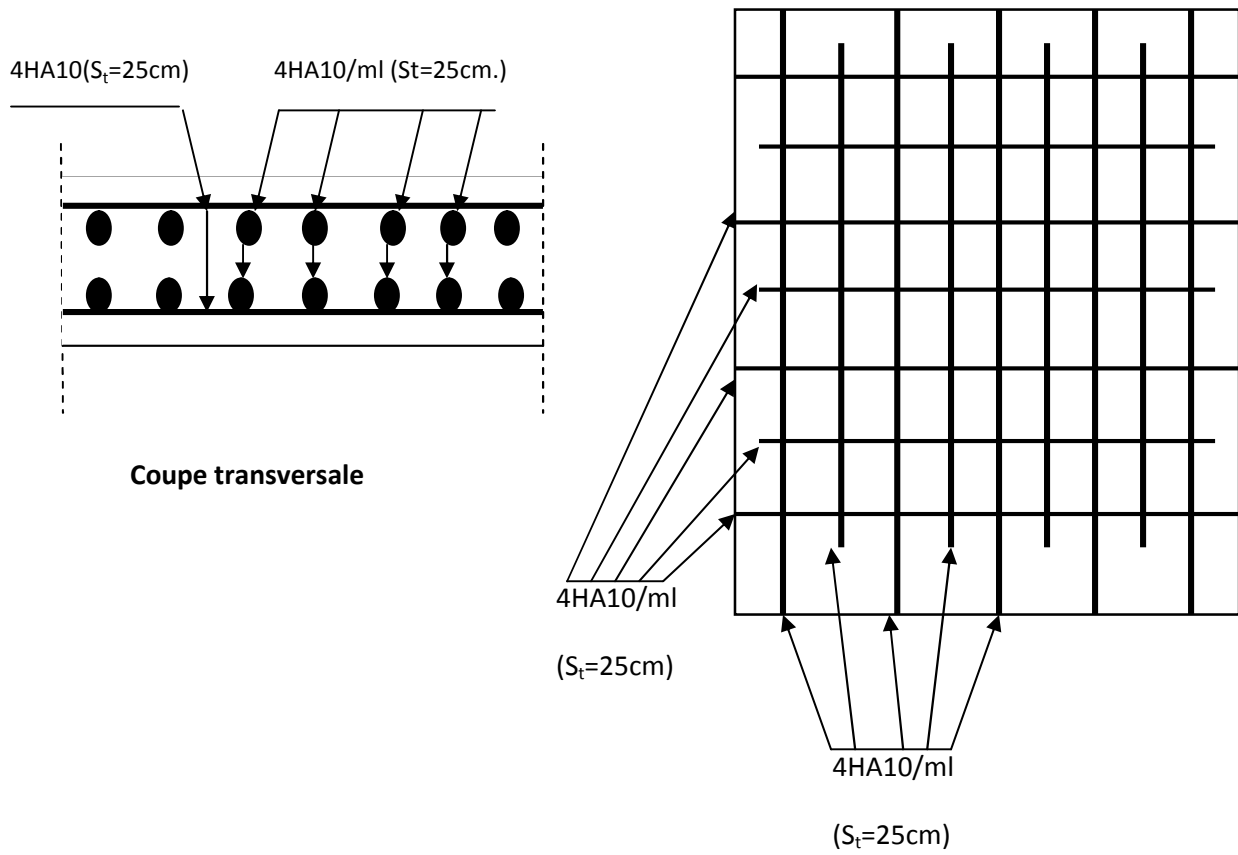 4HA10(St=25cm)
4HA10/ml (St=25cm.)
Coupe transversale
4HA10/ml
(St=25cm)
4HA10/ml
(St=25cm)